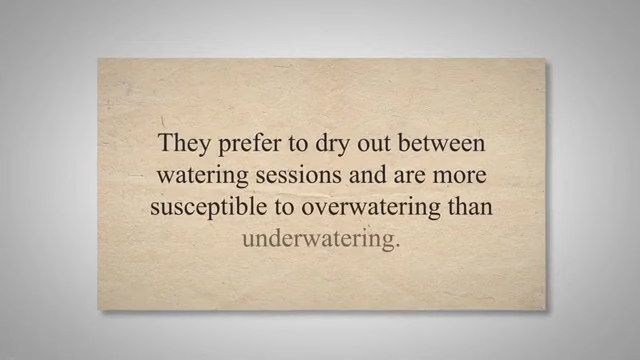 They prefer to dry out between
watering sessions and are more
susceptible to overwatering than
underwatering.